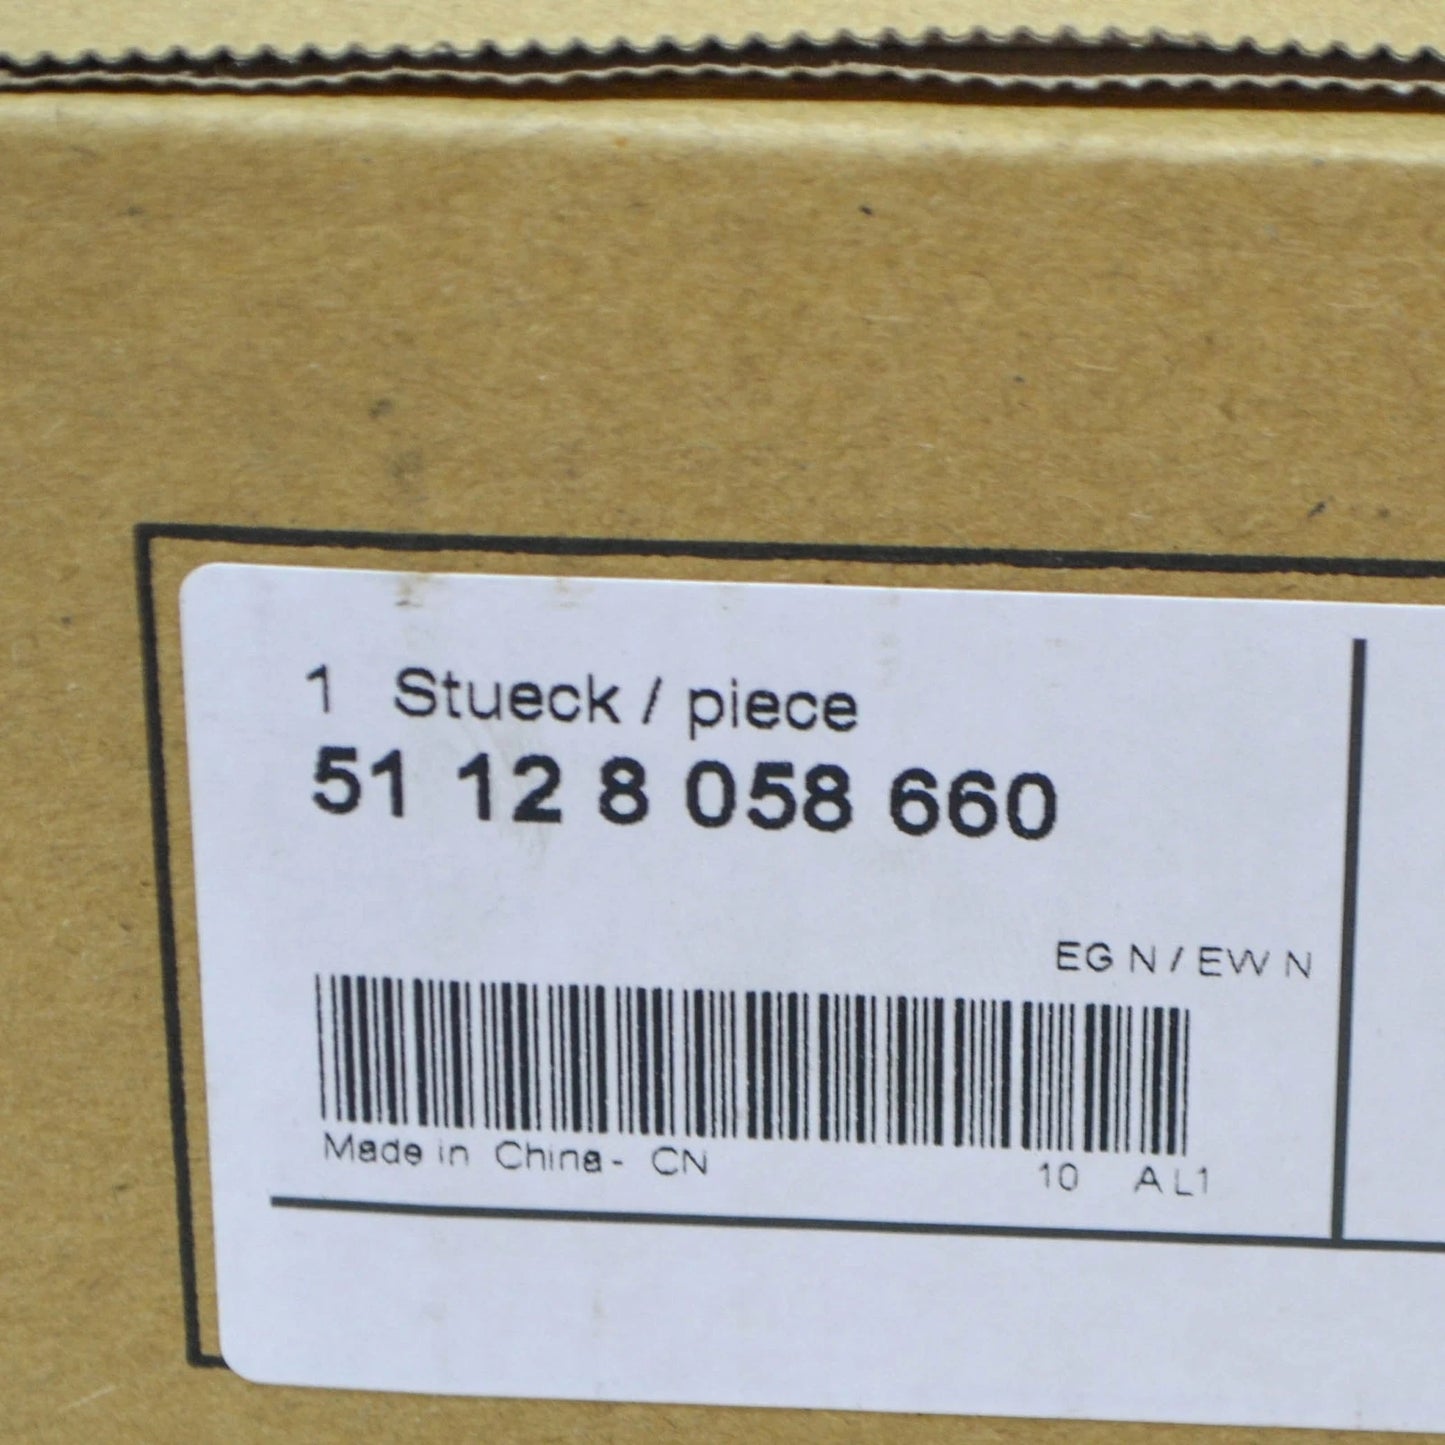 1 Stueck / piece
51 12 8 058 660
EG N / EW N
Made in China - CN 10 AL1